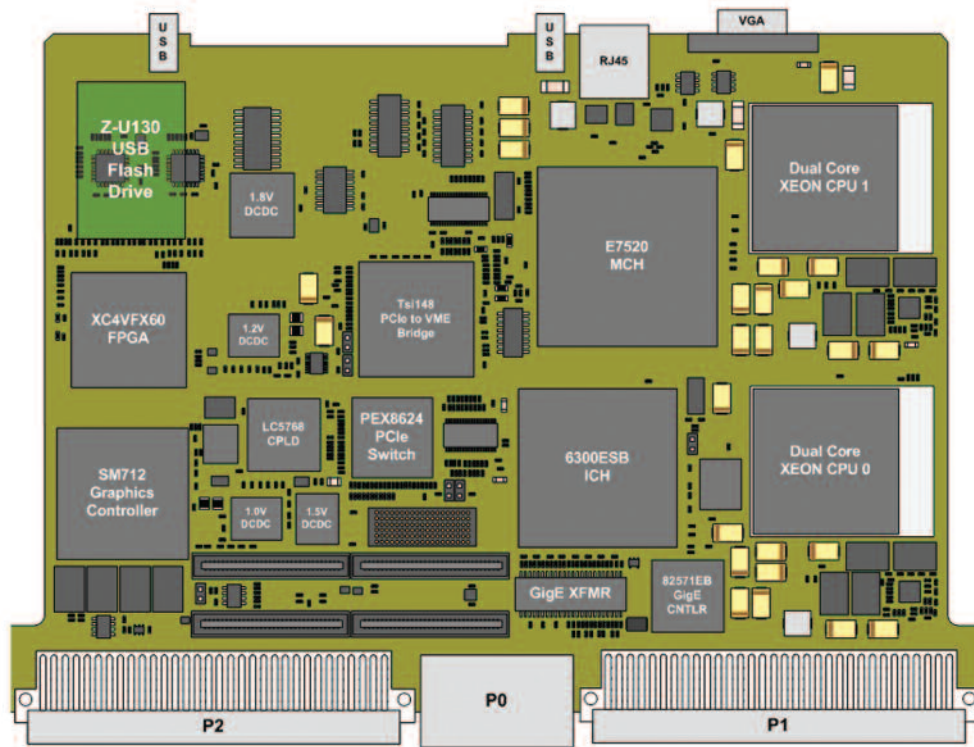 USB
USB
RJ45
VGA
Z-U130
USB
Flash
Drive
1.8V
DCDC
E7520
MCH
Dual Core
XEON CPU 1
XC4VFX60
FPGA
1.2V
DCDC
Tsi148
PCIe to VME
Bridge
LC5768
CPLD
PEX8624
PCIe
Switch
6300ESB
ICH
Dual Core
XEON CPU 0
SM712
Graphics
Controller
1.0V
DCDC
1.5V
DCDC
GigE XFMR
82571EB
GigE
CNTLR
P2
P0
P1